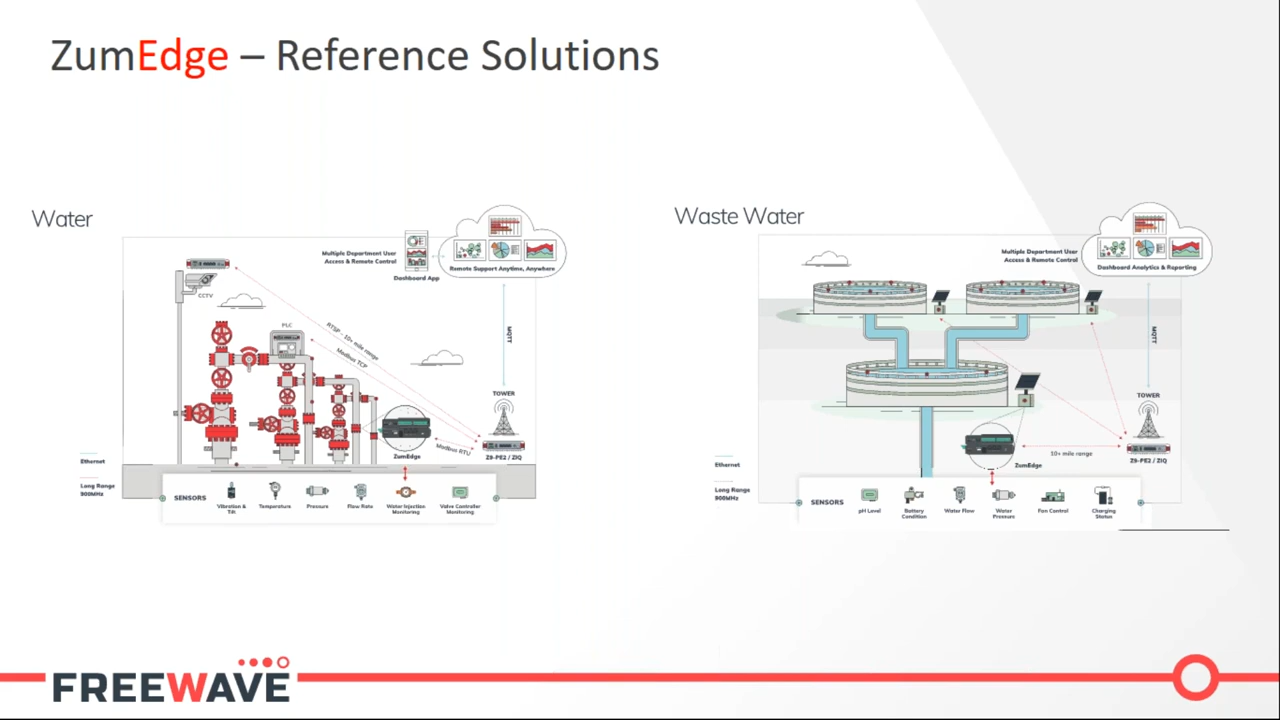 ZumEdge – Reference Solutions
Water
Multiple Department User
Access & Remote Control
Dashboard App
Remote Support Anytime, Anywhere
CCTV
PLC
RTSP - 10+ mile range
Modbus TCP
MQTT
TOWER
Modbus RTU
ZumEdge
Z9-PE2 / ZIQ
Ethernet
Long Range
900MHz
SENSORS
Vibration &
Tilt
Temperature
Pressure
Flow Rate
Water Injection
Monitoring
Valve Controller
Monitoring
Waste Water
Multiple Department User
Access & Remote Control
Dashboard Analytics & Reporting
MQTT
TOWER
10+ mile range
Z9-PE2 / ZIQ
ZumEdge
Ethernet
Long Range
900MHz
SENSORS
pH Level
Battery
Condition
Water Flow
Water
Pressure
Fan Control
Charging
Status
FREEWAVE